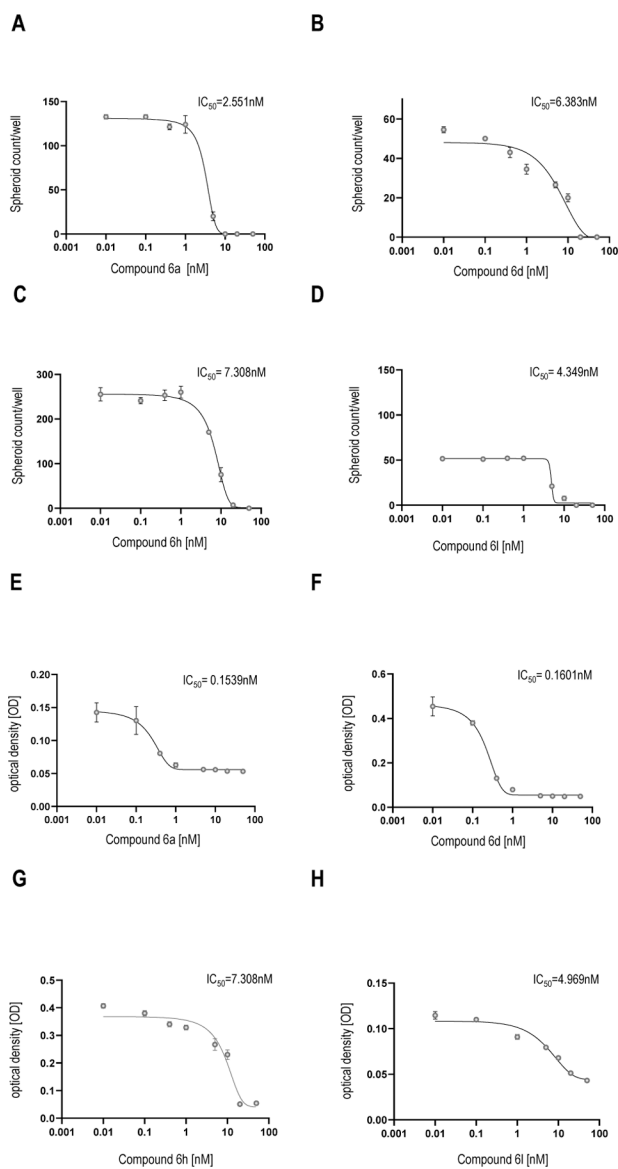 A
B
IC50=2.551nM
IC50=6.383nM
Spheroid count/well
150
100
50
0
0.001 0.01 0.1 1 10 100
Compound 6a [nM]
Spheroid count/well
60
40
20
0
0.001 0.01 0.1 1 10 100
Compound 6d [nM]
C
D
IC50= 7.308nM
IC50= 4.349nM
Spheroid count/well
300
200
100
0
0.001 0.01 0.1 1 10 100
Compound 6h [nM]
Spheroid count/well
150
100
50
0
0.001 0.01 0.1 1 10 100
Compound 6l [nM]
E
F
IC50= 0.1539nM
IC50= 0.1601nM
optical density [OD]
0.20
0.15
0.10
0.05
0.00
0.001 0.01 0.1 1 10 100
Compound 6a [nM]
optical density [OD]
0.6
0.4
0.2
0.0
0.001 0.01 0.1 1 10 100
Compound 6d [nM]
G
H
IC50=7.308nM
IC50=4.969nM
optical density [OD]
0.5
0.4
0.3
0.2
0.1
0.0
0.001 0.01 0.1 1 10 100
Compound 6h [nM]
optical density [OD]
0.15
0.10
0.05
0.00
0.001 0.01 0.1 1 10 100
Compound 6l [nM]